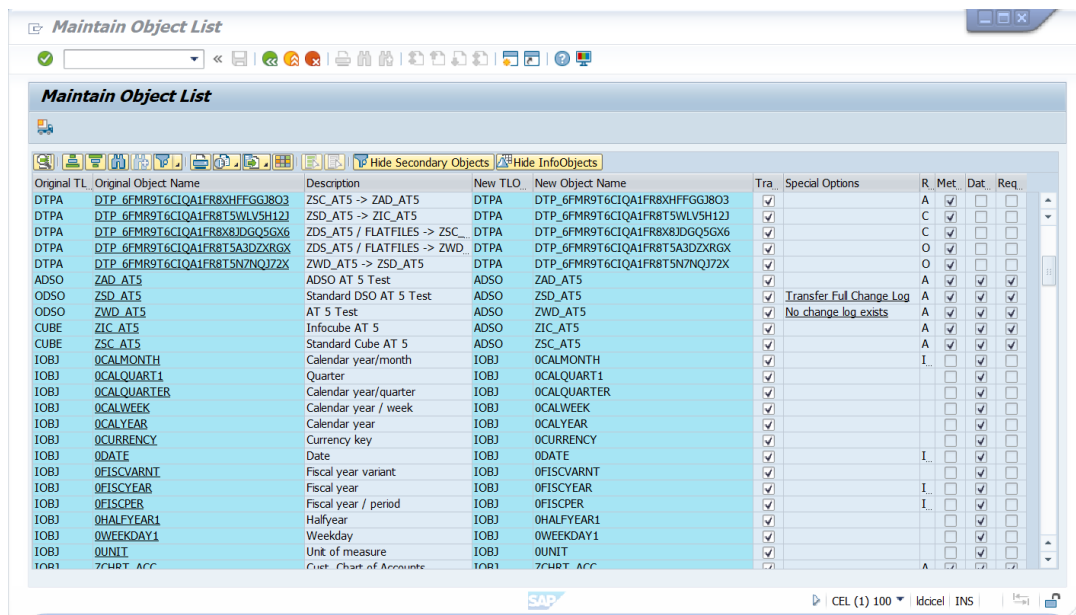 Maintain Object List
Maintain Object List
Hide Secondary Objects Hide InfoObjects
Original TL... Original Object Name Description New TLO... New Object Name Tra... Special Options R... Met... Dat... Req...
DTPA DTP_6FMR9T6CIQA1FR8XHFFGGJ8O3 ZSC_AT5 -> ZAD_AT5 DTPA DTP_6FMR9T6CIQA1FR8XHFFGGJ8O3 A
DTPA DTP_6FMR9T6CIQA1FR8T5WLV5H12J ZSD_AT5 -> ZIC_AT5 DTPA DTP_6FMR9T6CIQA1FR8T5WLV5H12J C
DTPA DTP_6FMR9T6CIQA1FR8X8JDGQ5GX6 ZDS_AT5 / FLATFILES -> ZSC_... DTPA DTP_6FMR9T6CIQA1FR8X8JDGQ5GX6 C
DTPA DTP_6FMR9T6CIQA1FR8T5A3DZXRGX ZDS_AT5 / FLATFILES -> ZWD_... DTPA DTP_6FMR9T6CIQA1FR8T5A3DZXRGX O
DTPA DTP_6FMR9T6CIQA1FR8T5N7NQJ72X ZWD_AT5 -> ZSD_AT5 DTPA DTP_6FMR9T6CIQA1FR8T5N7NQJ72X O
ADSO ZAD_AT5 ADSO AT 5 Test ADSO ZAD_AT5 A
ODSO ZSD_AT5 Standard DSO AT 5 Test ADSO ZSD_AT5 Transfer Full Change Log A
ODSO ZWD_AT5 AT 5 Test ADSO ZWD_AT5 No change log exists A
CUBE ZIC_AT5 Infocube AT 5 ADSO ZIC_AT5 A
CUBE ZSC_AT5 Standard Cube AT 5 ADSO ZSC_AT5 A
IOBJ 0CALMONTH Calendar year/month IOBJ 0CALMONTH I...
IOBJ 0CALQUART1 Quarter IOBJ 0CALQUART1
IOBJ 0CALQUARTER Calendar year/quarter IOBJ 0CALQUARTER
IOBJ 0CALWEEK Calendar year / week IOBJ 0CALWEEK
IOBJ 0CALYEAR Calendar year IOBJ 0CALYEAR
IOBJ 0CURRENCY Currency key IOBJ 0CURRENCY
IOBJ 0DATE Date IOBJ 0DATE I...
IOBJ 0FISCVARNT Fiscal year variant IOBJ 0FISCVARNT
IOBJ 0FISCYEAR Fiscal year IOBJ 0FISCYEAR I...
IOBJ 0FISCPER Fiscal year / period IOBJ 0FISCPER I...
IOBJ 0HALFYEAR1 Halfyear IOBJ 0HALFYEAR1
IOBJ 0WEEKDAY1 Weekday IOBJ 0WEEKDAY1
IOBJ 0UNIT Unit of measure IOBJ 0UNIT
IOBJ ZCHRT_ACC Cust. Chart of Accounts IOBJ ZCHRT_ACC A
SAP CEL (1) 100 ldcicel INS